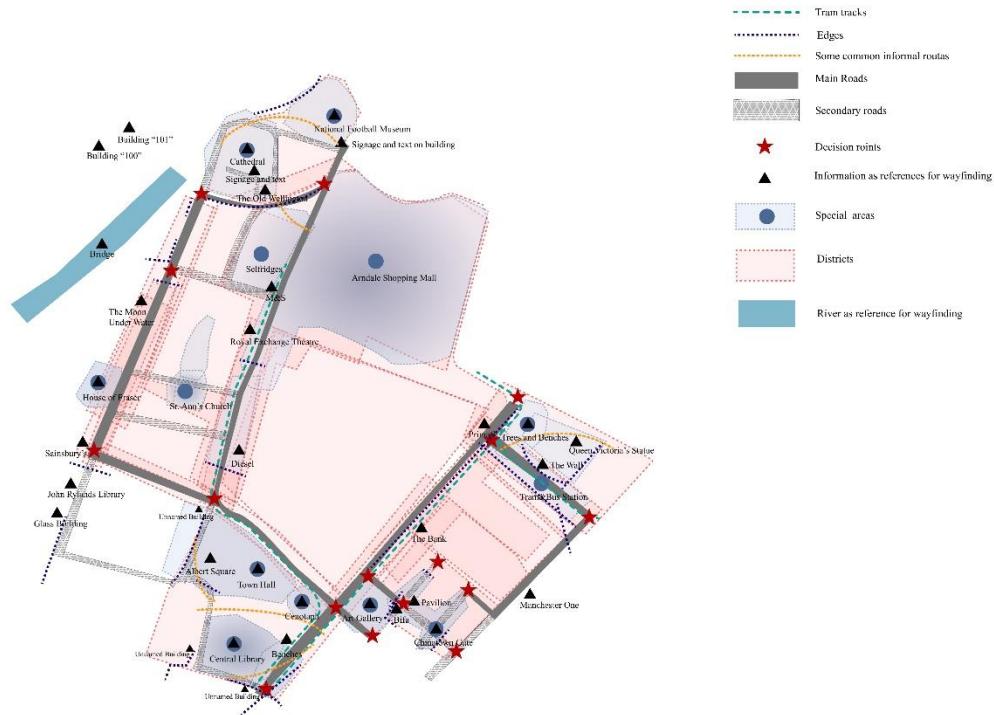 Tram tracks
Edges
Some common informal routas
Main Roads
Secondary roads
Decision roints
Information as references for wayfinding
Special areas
Districts
River as reference for wayfinding
National Football Museum
Building "101"
Signage and text on building
Building "100"
Cathedral
Signage and text
The Old Wellington
Bridge
Selfridges
Arndale Shopping Mall
M&S
The Moon
Under Water
Royal Exchange Theatre
House of Fraser
St. Ann's Church
Sainsbury's
Diesel
Trees and Benches
Queen Victoria's Statue
The Wall
Tram& Bus Station
John Rylands Library
Glass Building
Unnamed Building
The Bank
Albert Square
Town Hall
Cenotaph
Art Gallery
Bifa
Pavilion
Manchester One
Chinatown Gate
Unnamed Building
Central Library
Benches
Unnamed Building